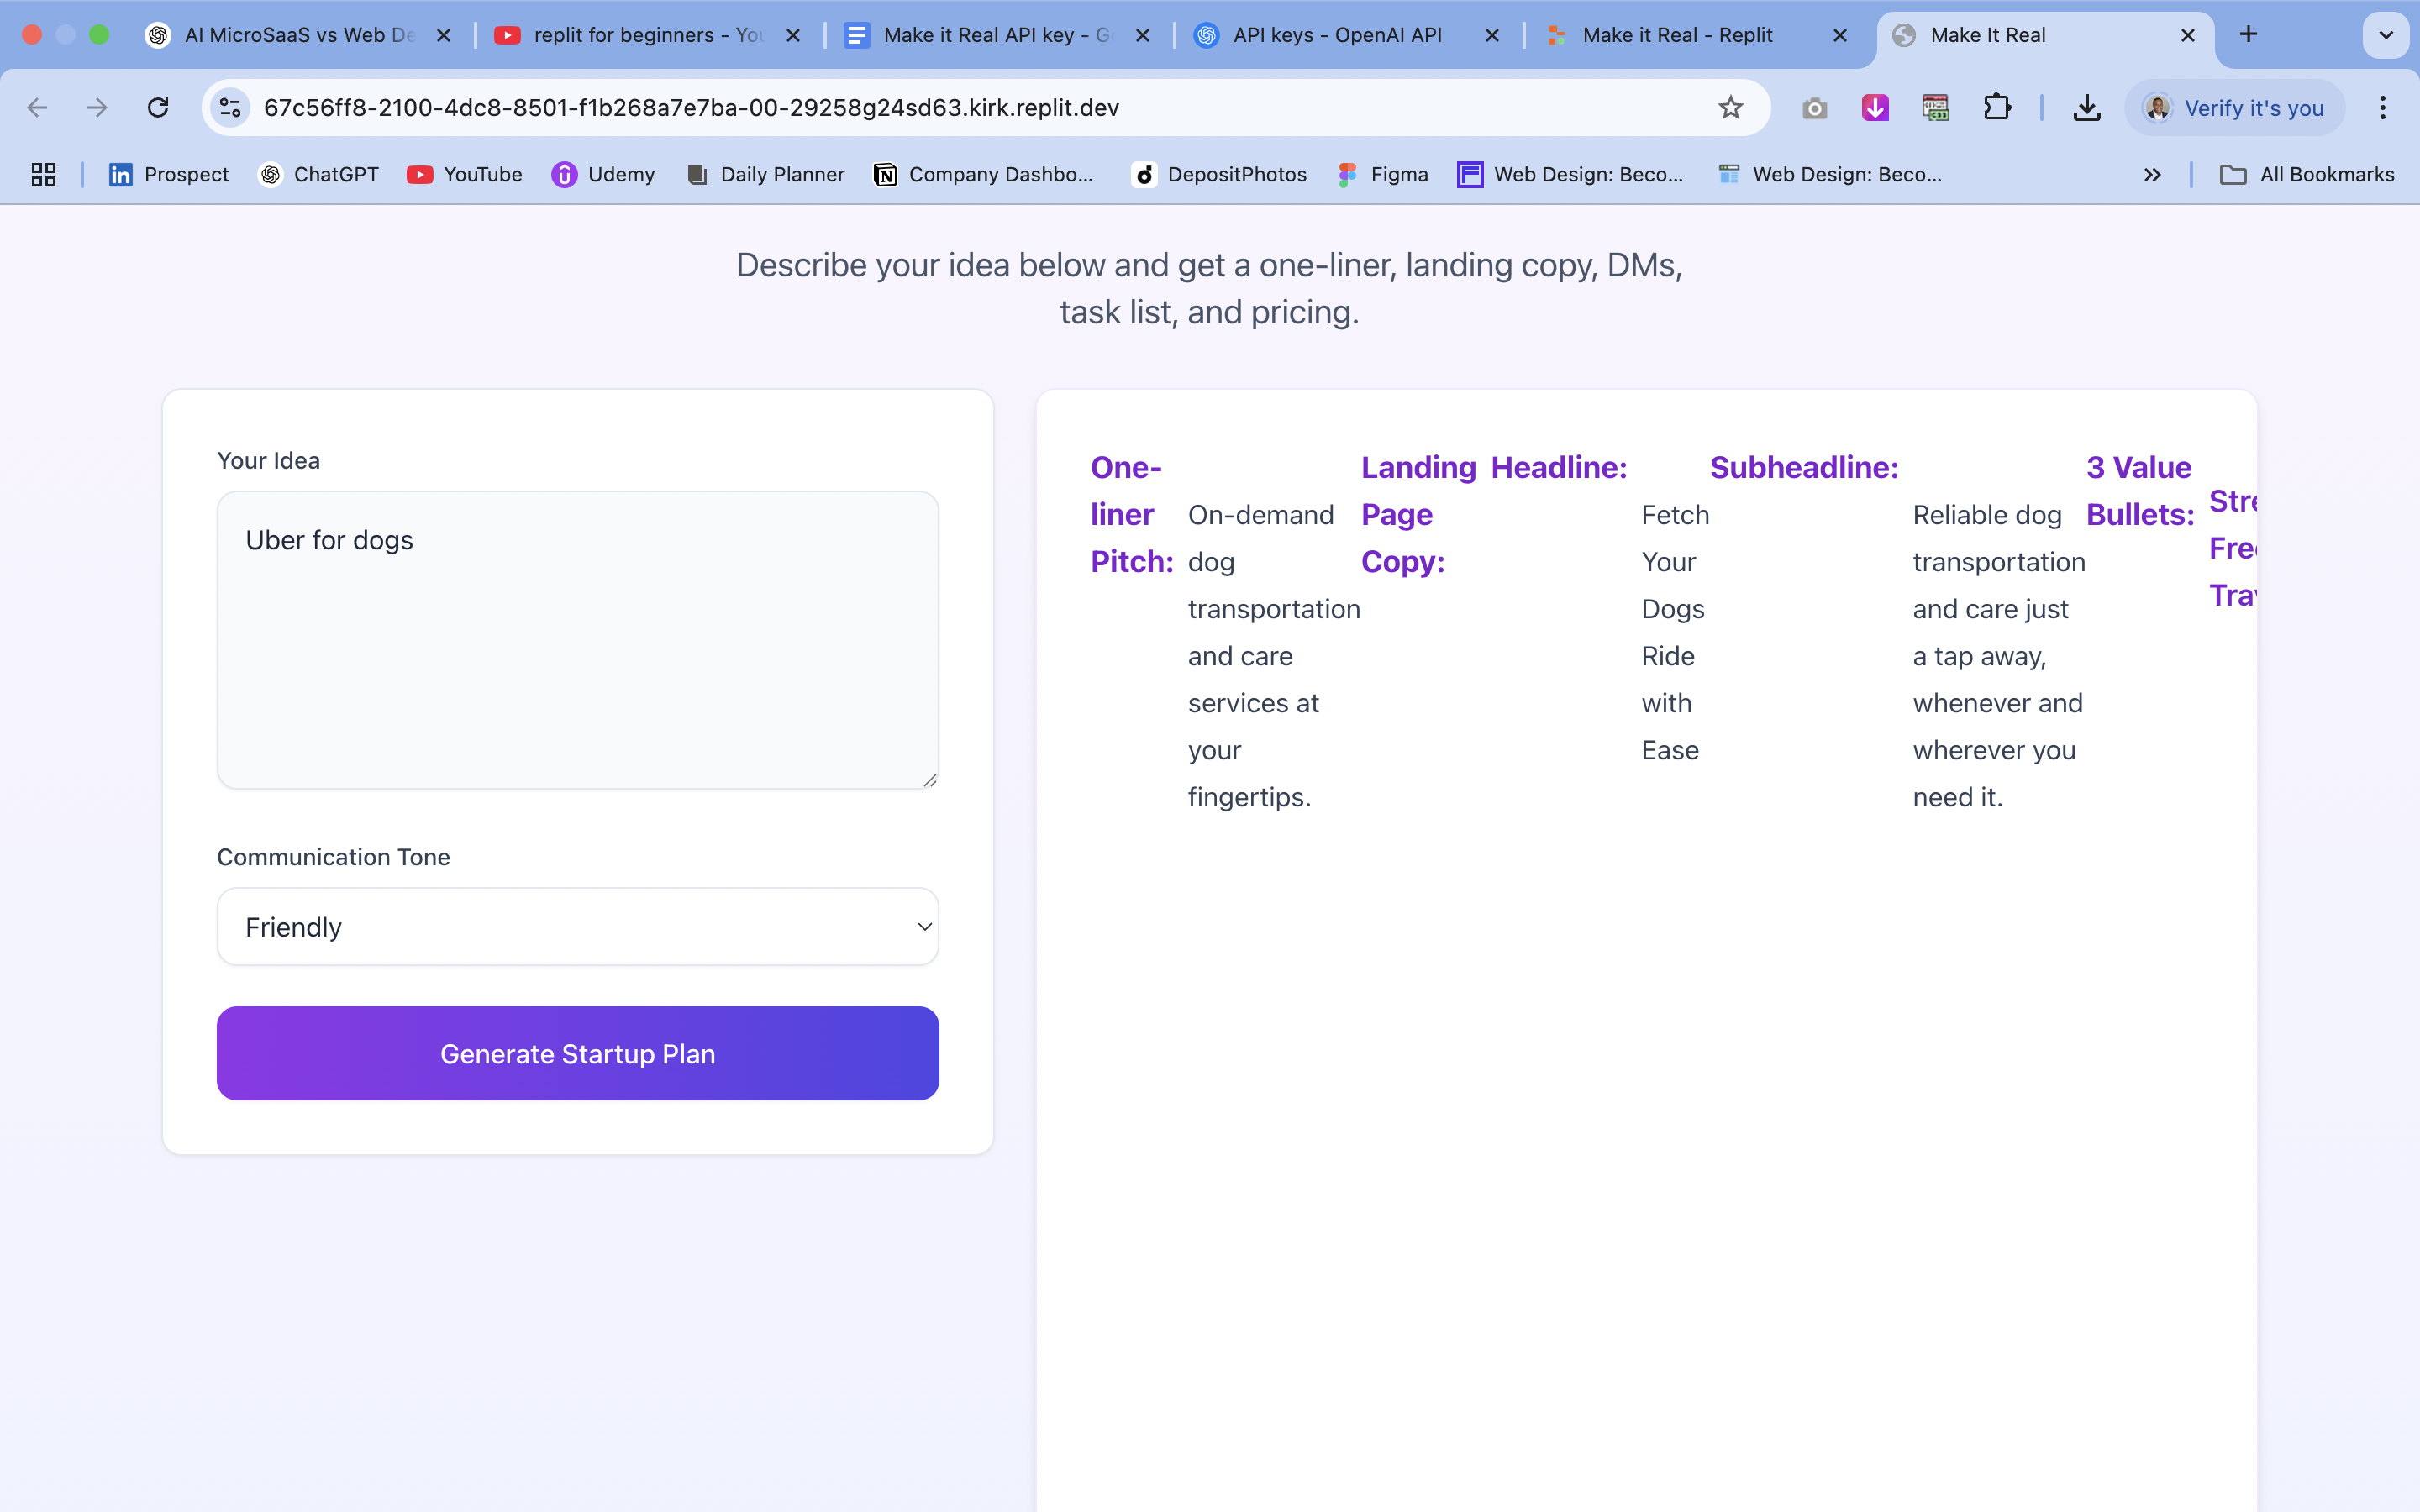 AI MicroSaaS vs Web De
replit for beginners - You
Make it Real API key - Go
API keys - OpenAI API
Make it Real - Replit
Make It Real
67c56ff8-2100-4dc8-8501-f1b268a7e7ba-00-29258g24sd63.kirk.replit.dev
Verify it's you
Prospect
ChatGPT
YouTube
Udemy
Daily Planner
Company Dashbo...
DepositPhotos
Figma
Web Design: Beco...
Web Design: Beco...
All Bookmarks
Describe your idea below and get a one-liner, landing copy, DMs,
task list, and pricing.
Your Idea
Uber for dogs
Communication Tone
Friendly
Generate Startup Plan
One-
liner
Pitch:
On-demand
dog
transportation
and care
services at
your
fingertips.
Landing
Page
Copy:
Headline:
Fetch
Your
Dogs
Ride
with
Ease
Subheadline:
Reliable dog
transportation
and care just
a tap away,
whenever and
wherever you
need it.
3 Value
Bullets:
Stre
Free
Trav